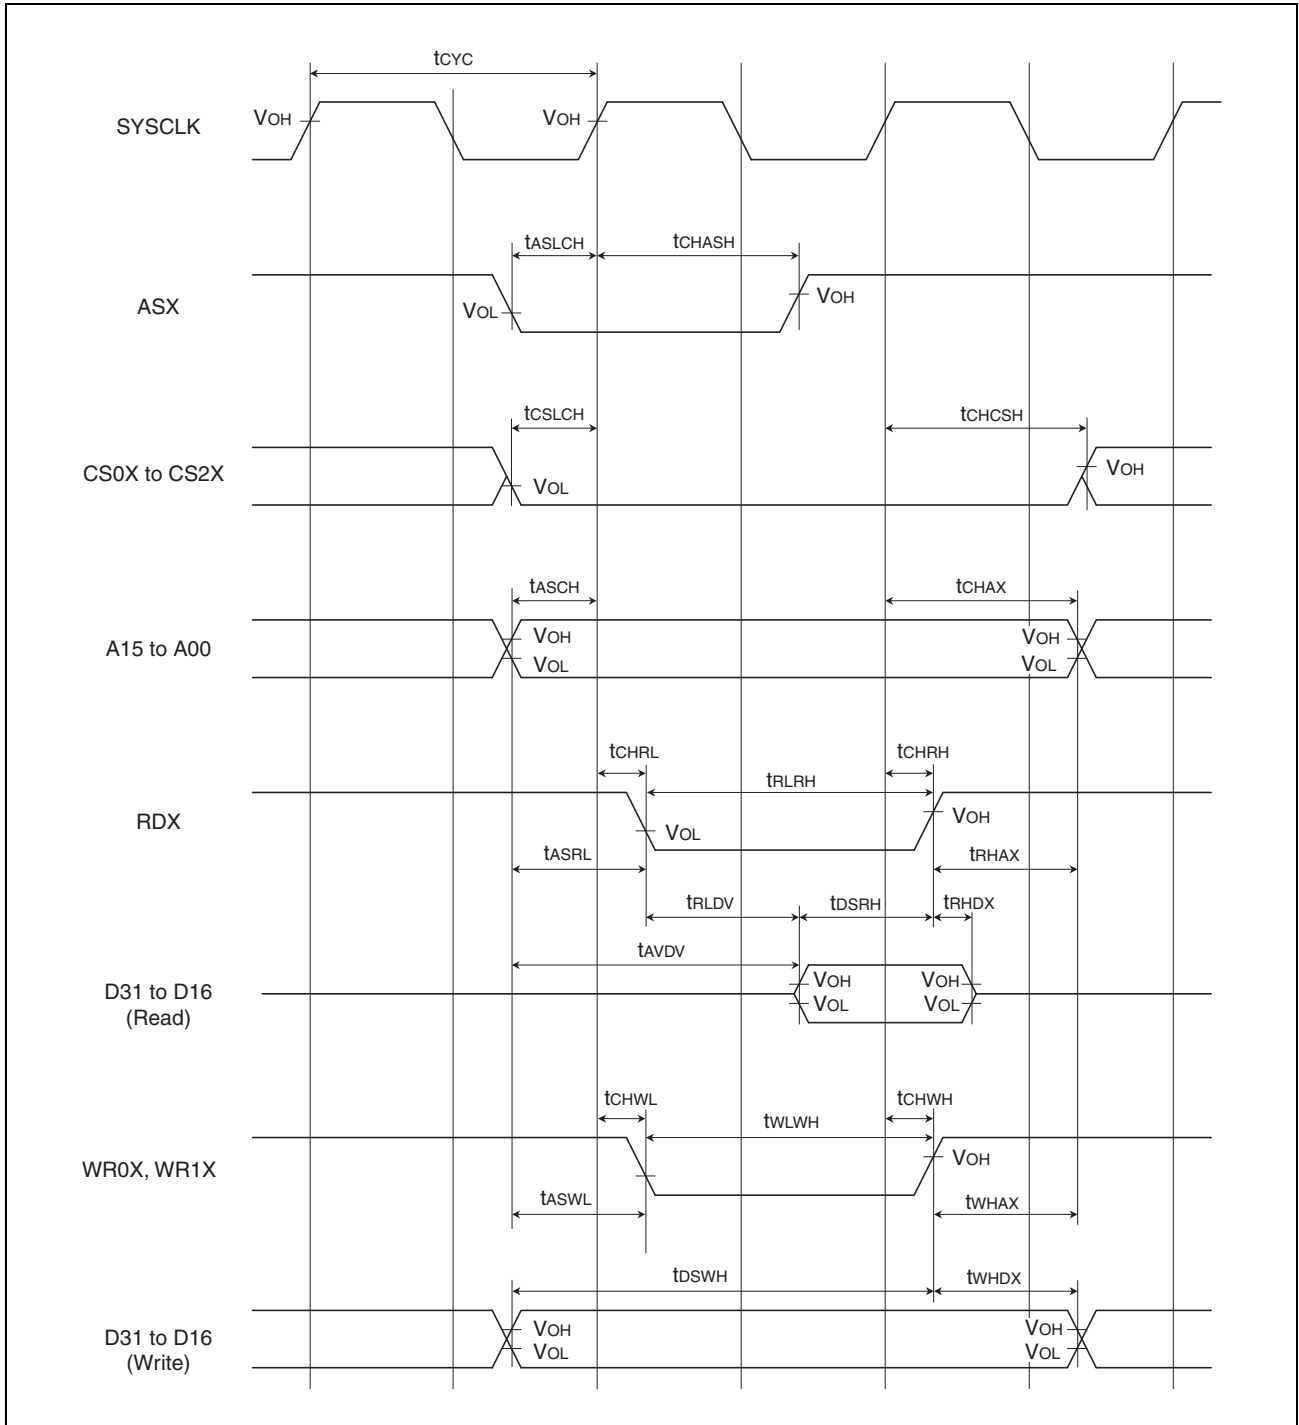 tCYC
SYSCLK
VOH
VOH
tASLCH
tCHASH
ASX
VOL
VOH
tCSLCH
tCHCSH
CS0X to CS2X
VOL
VOH
tASCH
tCHAX
A15 to A00
VOH
VOL
VOH
VOL
tCHRL
tCHRH
tRLRH
RDX
VOL
VOH
tASRL
tRHAX
tRLDV
tDSRH
tRHDX
tAVDV
D31 to D16
(Read)
VOH
VOL
VOH
VOL
tCHWL
tCHWH
tWLWH
WR0X, WR1X
VOH
tASWL
tWHAX
tDSWH
tWHDX
D31 to D16
(Write)
VOH
VOL
VOH
VOL